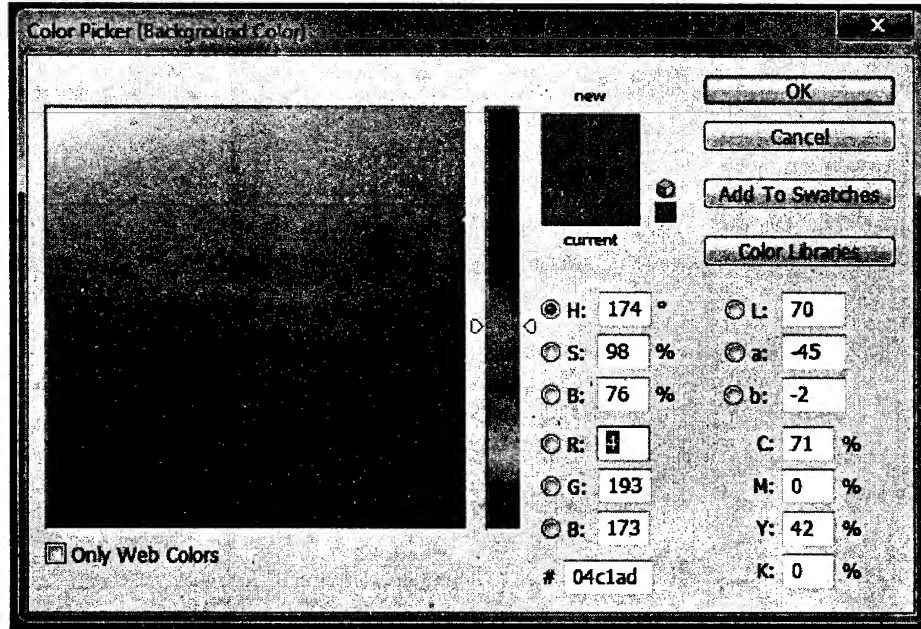 Color Picker (Background Color)
X
new
OK
Cancel
Add To Swatches
current
Color Libraries
H: 174 °
L: 70
S: 98 %
a: -45
B: 76 %
b: -2
R: 4
C: 71 %
G: 193
M: 0 %
B: 173
Y: 42 %
Only Web Colors
# 04c1ad
K: 0 %